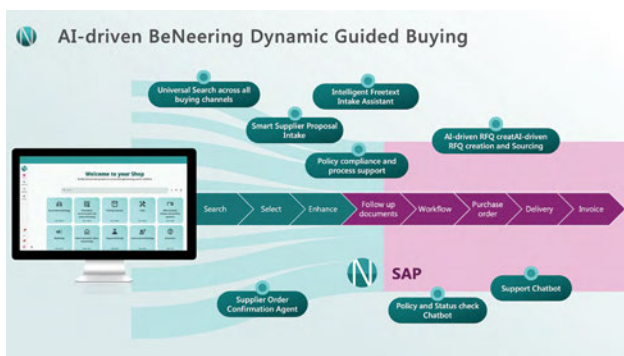 AI-driven BeNeering Dynamic Guided Buying
Universal Search across all
buying channels
Intelligent Freetext
Intake Assistant
Smart Supplier Proposal
Intake
AI-driven RFQ creatAI-driven
RFQ creation and Sourcing
Policy compliance and
process support
Welcome to your Shop
Search
Select
Enhance
Follow up
documents
Workflow
Purchase
order
Delivery
Invoice
SAP
Supplier Order
Confirmation Agent
Policy and Status check
Chatbot
Support Chatbot